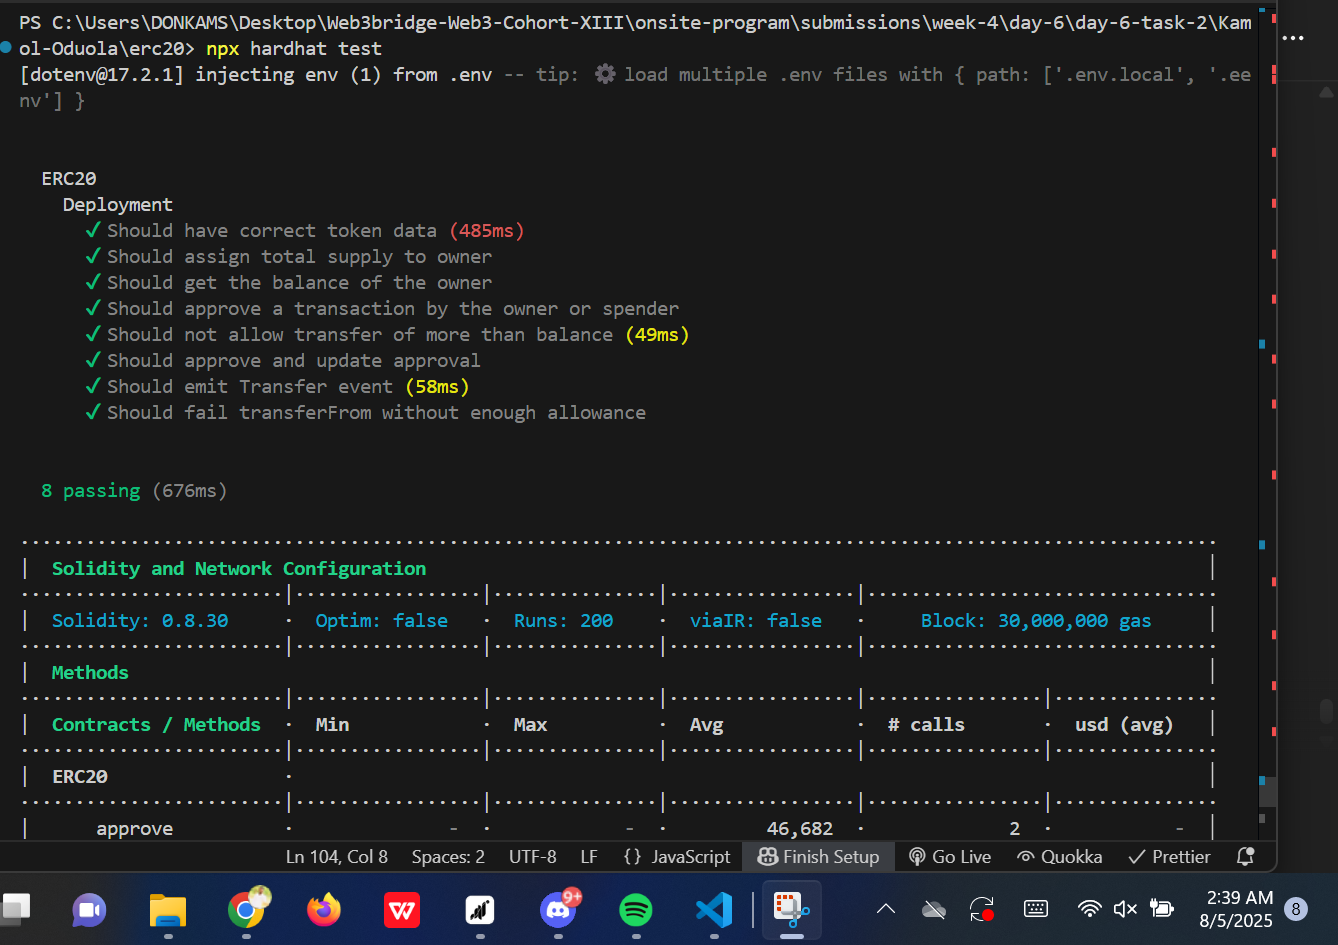 PS C:\Users\DONKAMS\Desktop\Web3bridge-Web3-Cohort-XIII\onsite-program\submissions\week-4\day-6\day-6-task-2\Kam
ol-Oduola\erc20> npx hardhat test
[dotenv@17.2.1] injecting env (1) from .env -- tip: ⚙ load multiple .env files with { path: ['.env.local', '.ee
nv'] }
ERC20
Deployment
✓ Should have correct token data (485ms)
✓ Should assign total supply to owner
✓ Should get the balance of the owner
✓ Should approve a transaction by the owner or spender
✓ Should not allow transfer of more than balance (49ms)
✓ Should approve and update approval
✓ Should emit Transfer event (58ms)
✓ Should fail transferFrom without enough allowance
8 passing (676ms)
| Solidity and Network Configuration |
| Solidity: 0.8.30 · Optim: false · Runs: 200 · viaIR: false · Block: 30,000,000 gas |
| Methods |
| Contracts / Methods · Min · Max · Avg · # calls · usd (avg) |
| ERC20 · |
| approve · - · - · 46,682 · 2 · - |
Ln 104, Col 8 Spaces: 2 UTF-8 LF {} JavaScript Finish Setup Go Live Quokka Prettier
9+
2:39 AM
8/5/2025 8